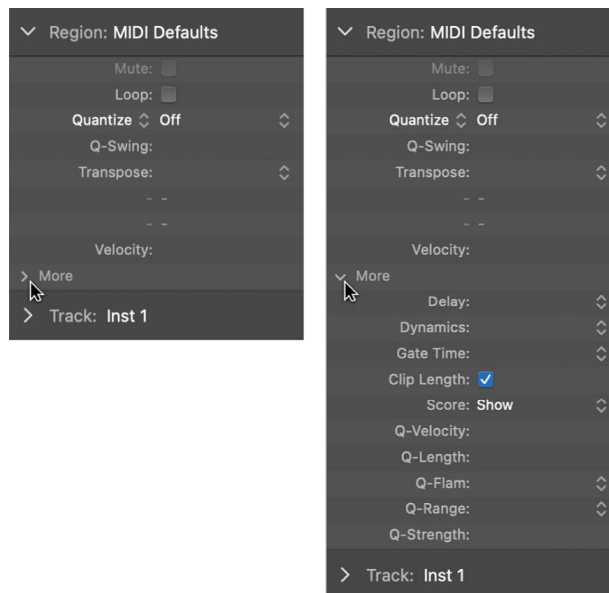 Region: MIDI Defaults
Mute:
Loop:
Quantize Off
Q-Swing:
Transpose:
- -
- -
Velocity:
More
Track: Inst 1
Region: MIDI Defaults
Mute:
Loop:
Quantize Off
Q-Swing:
Transpose:
- -
- -
Velocity:
More
Delay:
Dynamics:
Gate Time:
Clip Length:
Score: Show
Q-Velocity:
Q-Length:
Q-Flam:
Q-Range:
Q-Strength:
Track: Inst 1